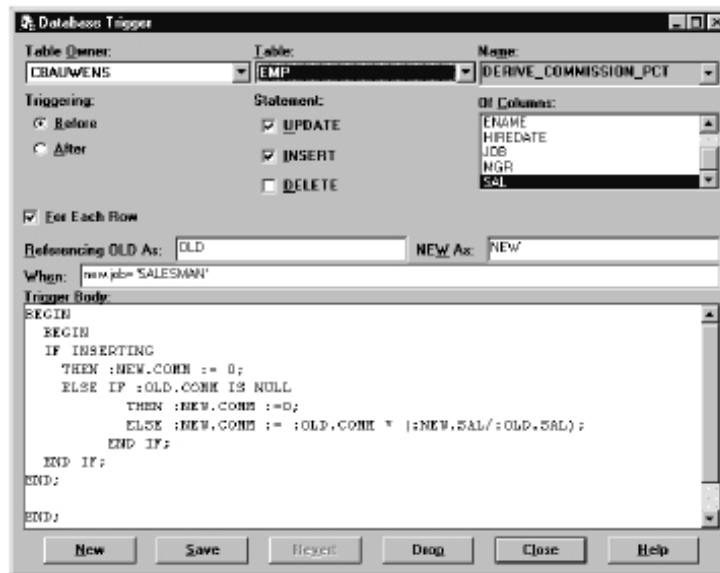 Database Trigger
Table Owner: Table: Name:
CBAUWENS EMP DERIVE_COMMISSION_PCT
Triggering: Statement: Of Columns:
Before UPDATE ENAME
HIREDATE
After INSERT JOB
MGR
DELETE SAL
For Each Row
Referencing OLD As: OLD NEW As: NEW
When: new.job= 'SALESMAN'
Trigger Body:
BEGIN
BEGIN
IF INSERTING
THEN :NEW.COMM := 0;
ELSE IF :OLD.COMM IS NULL
THEN :NEW.COMM :=0;
ELSE :NEW.COMM := :OLD.COMM * (:NEW.SAL/:OLD.SAL);
END IF;
END IF;
END;
END;
New Save Revert Drop Close Help